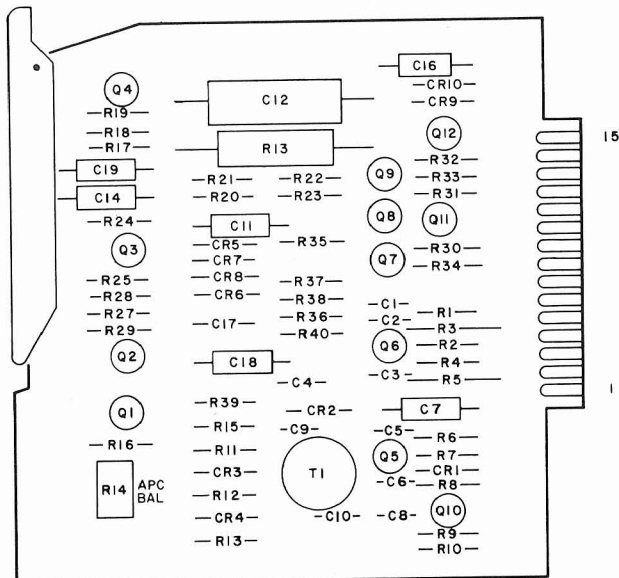 C16
Q4
CR10
C12
CR9
R19
R18
Q12
15
R17
R13
R32
C19
Q9
R33
R21
R22
R31
C14
R20
R23
Q8
Q11
R24
C11
Q3
CR5
R35
R30
CR7
Q7
R34
R25
CR8
R37
R28
CR6
R38
C1
R1
R27
C17
R36
C2
R3
R29
R40
Q6
R2
Q2
C18
R4
C4
C3
R5
1
R39
CR2
C7
Q1
R15
C9
C5
R6
R16
R11
Q5
R7
CR3
T1
CR1
R14
APC
BAL
R12
C6
R8
CR4
C10
C8
Q10
R13
R9
R10